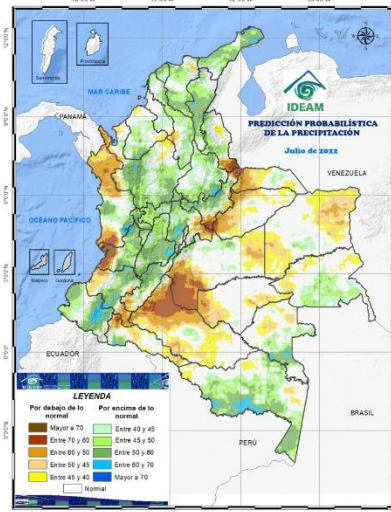 San Andrés
Providencia
MAR CARIBE
PANAMÁ
IDEAM
PREDICCIÓN PROBABILÍSTICA
DE LA PRECIPITACIÓN
Julio de 2022
VENEZUELA
OCÉANO PACÍFICO
Malpelo
Gorgona
ECUADOR
BRASIL
PERÚ
IDEAM
LEYENDA
Por debajo de lo normal
Por encima de lo normal
Mayor a 70
Entre 40 y 45
Entre 70 y 60
Entre 45 y 50
Entre 60 y 50
Entre 50 y 60
Entre 50 y 45
Entre 60 y 70
Entre 45 y 40
Mayor a 70
Normal